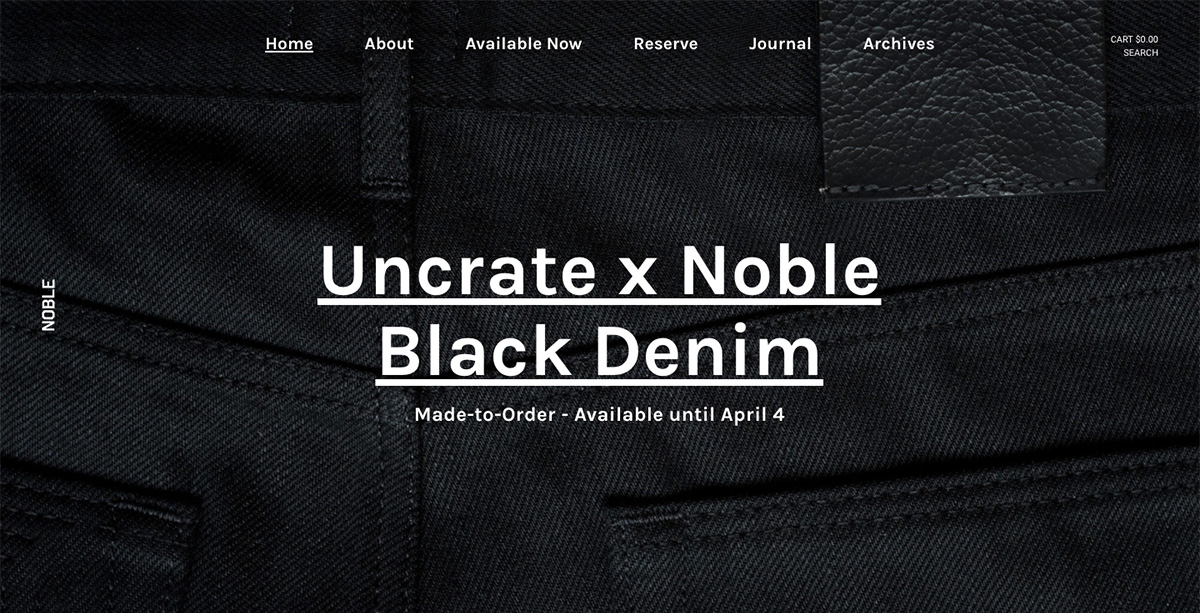 Home About Available Now Reserve Journal Archives
CART $0.00
SEARCH
NOBLE
Uncrate x Noble
Black Denim
Made-to-Order - Available until April 4